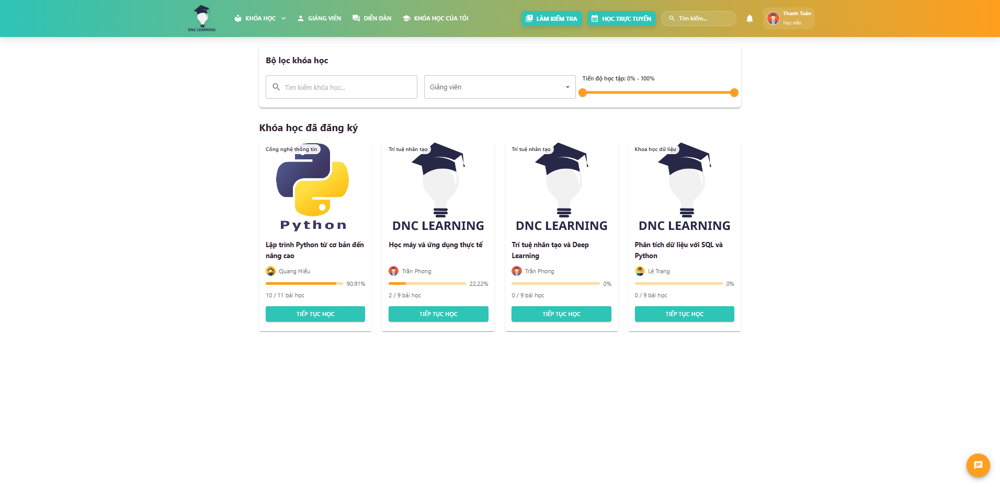 DNC LEARNING
KHÓA HỌC
GIẢNG VIÊN
DIỄN ĐÀN
KHÓA HỌC CỦA TÔI
LÀM KIỂM TRA
HỌC TRỰC TUYẾN
Tìm kiếm...
Thanh Toản
Học viên
Bộ lọc khóa học
Tìm kiếm khóa học...
Giảng viên
Tiến độ học tập: 0% - 100%
Khóa học đã đăng ký
Công nghệ thông tin
Python
Lập trình Python từ cơ bản đến
nâng cao
Quang Hiếu
90.91%
10 / 11 bài học
TIẾP TỤC HỌC
Trí tuệ nhân tạo
DNC LEARNING
Học máy và ứng dụng thực tế
Trần Phong
22.22%
2 / 9 bài học
TIẾP TỤC HỌC
Trí tuệ nhân tạo
DNC LEARNING
Trí tuệ nhân tạo và Deep
Learning
Trần Phong
0%
0 / 9 bài học
TIẾP TỤC HỌC
Khoa học dữ liệu
DNC LEARNING
Phân tích dữ liệu với SQL và
Python
Lê Trang
0%
0 / 9 bài học
TIẾP TỤC HỌC